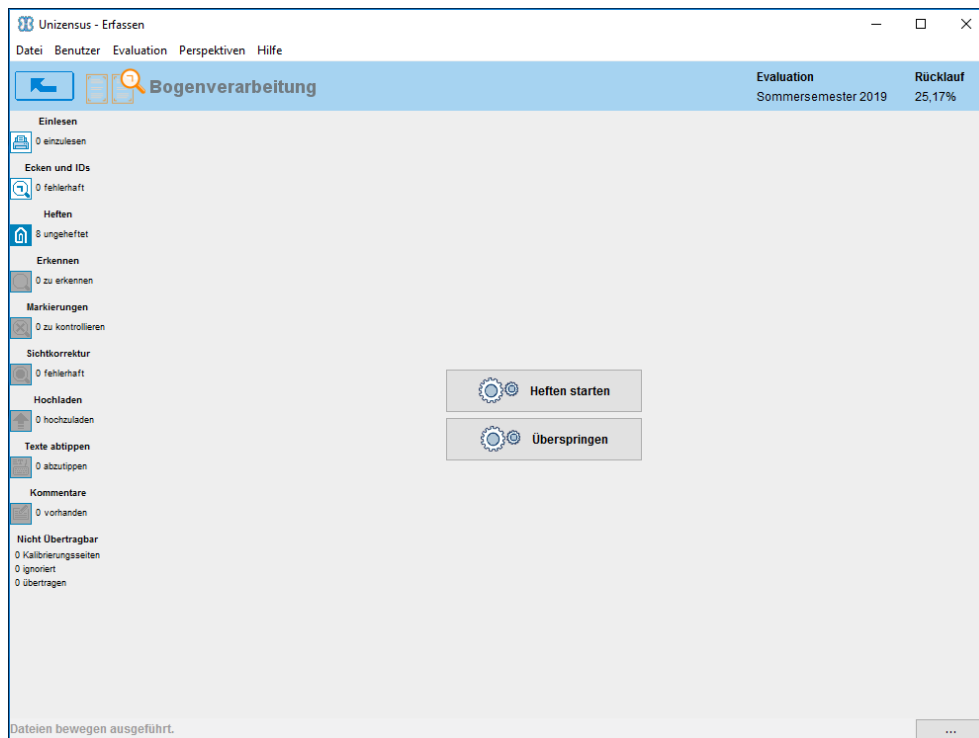 Unizensus - Erfassen
Datei Benutzer Evaluation Perspektiven Hilfe
Bogenverarbeitung
Evaluation Rücklauf
Sommersemester 2019 25,17%
Einlesen
0 einzulesen
Ecken und IDs
0 fehlerhaft
Heften
8 ungeheftet
Erkennen
0 zu erkennen
Markierungen
0 zu kontrollieren
Sichtkorrektur
0 fehlerhaft
Hochladen
0 hochzuladen
Texte abtippen
0 abzutippen
Kommentare
0 vorhanden
Nicht Übertragbar
0 Kalibrierungsseiten
0 ignoriert
0 übertragen
Heften starten
Überspringen
Dateien bewegen ausgeführt.
...